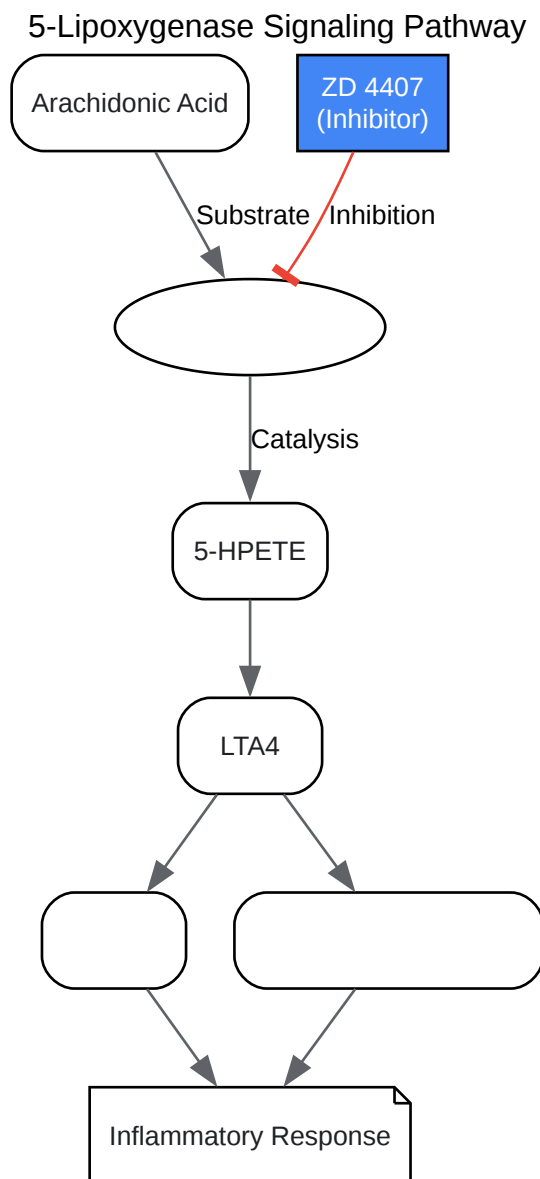 5-Lipoxygenase Signaling Pathway
Arachidonic Acid
ZD 4407
(Inhibitor)
Substrate
Inhibition
Catalysis
5-HPETE
LTA4
Inflammatory Response